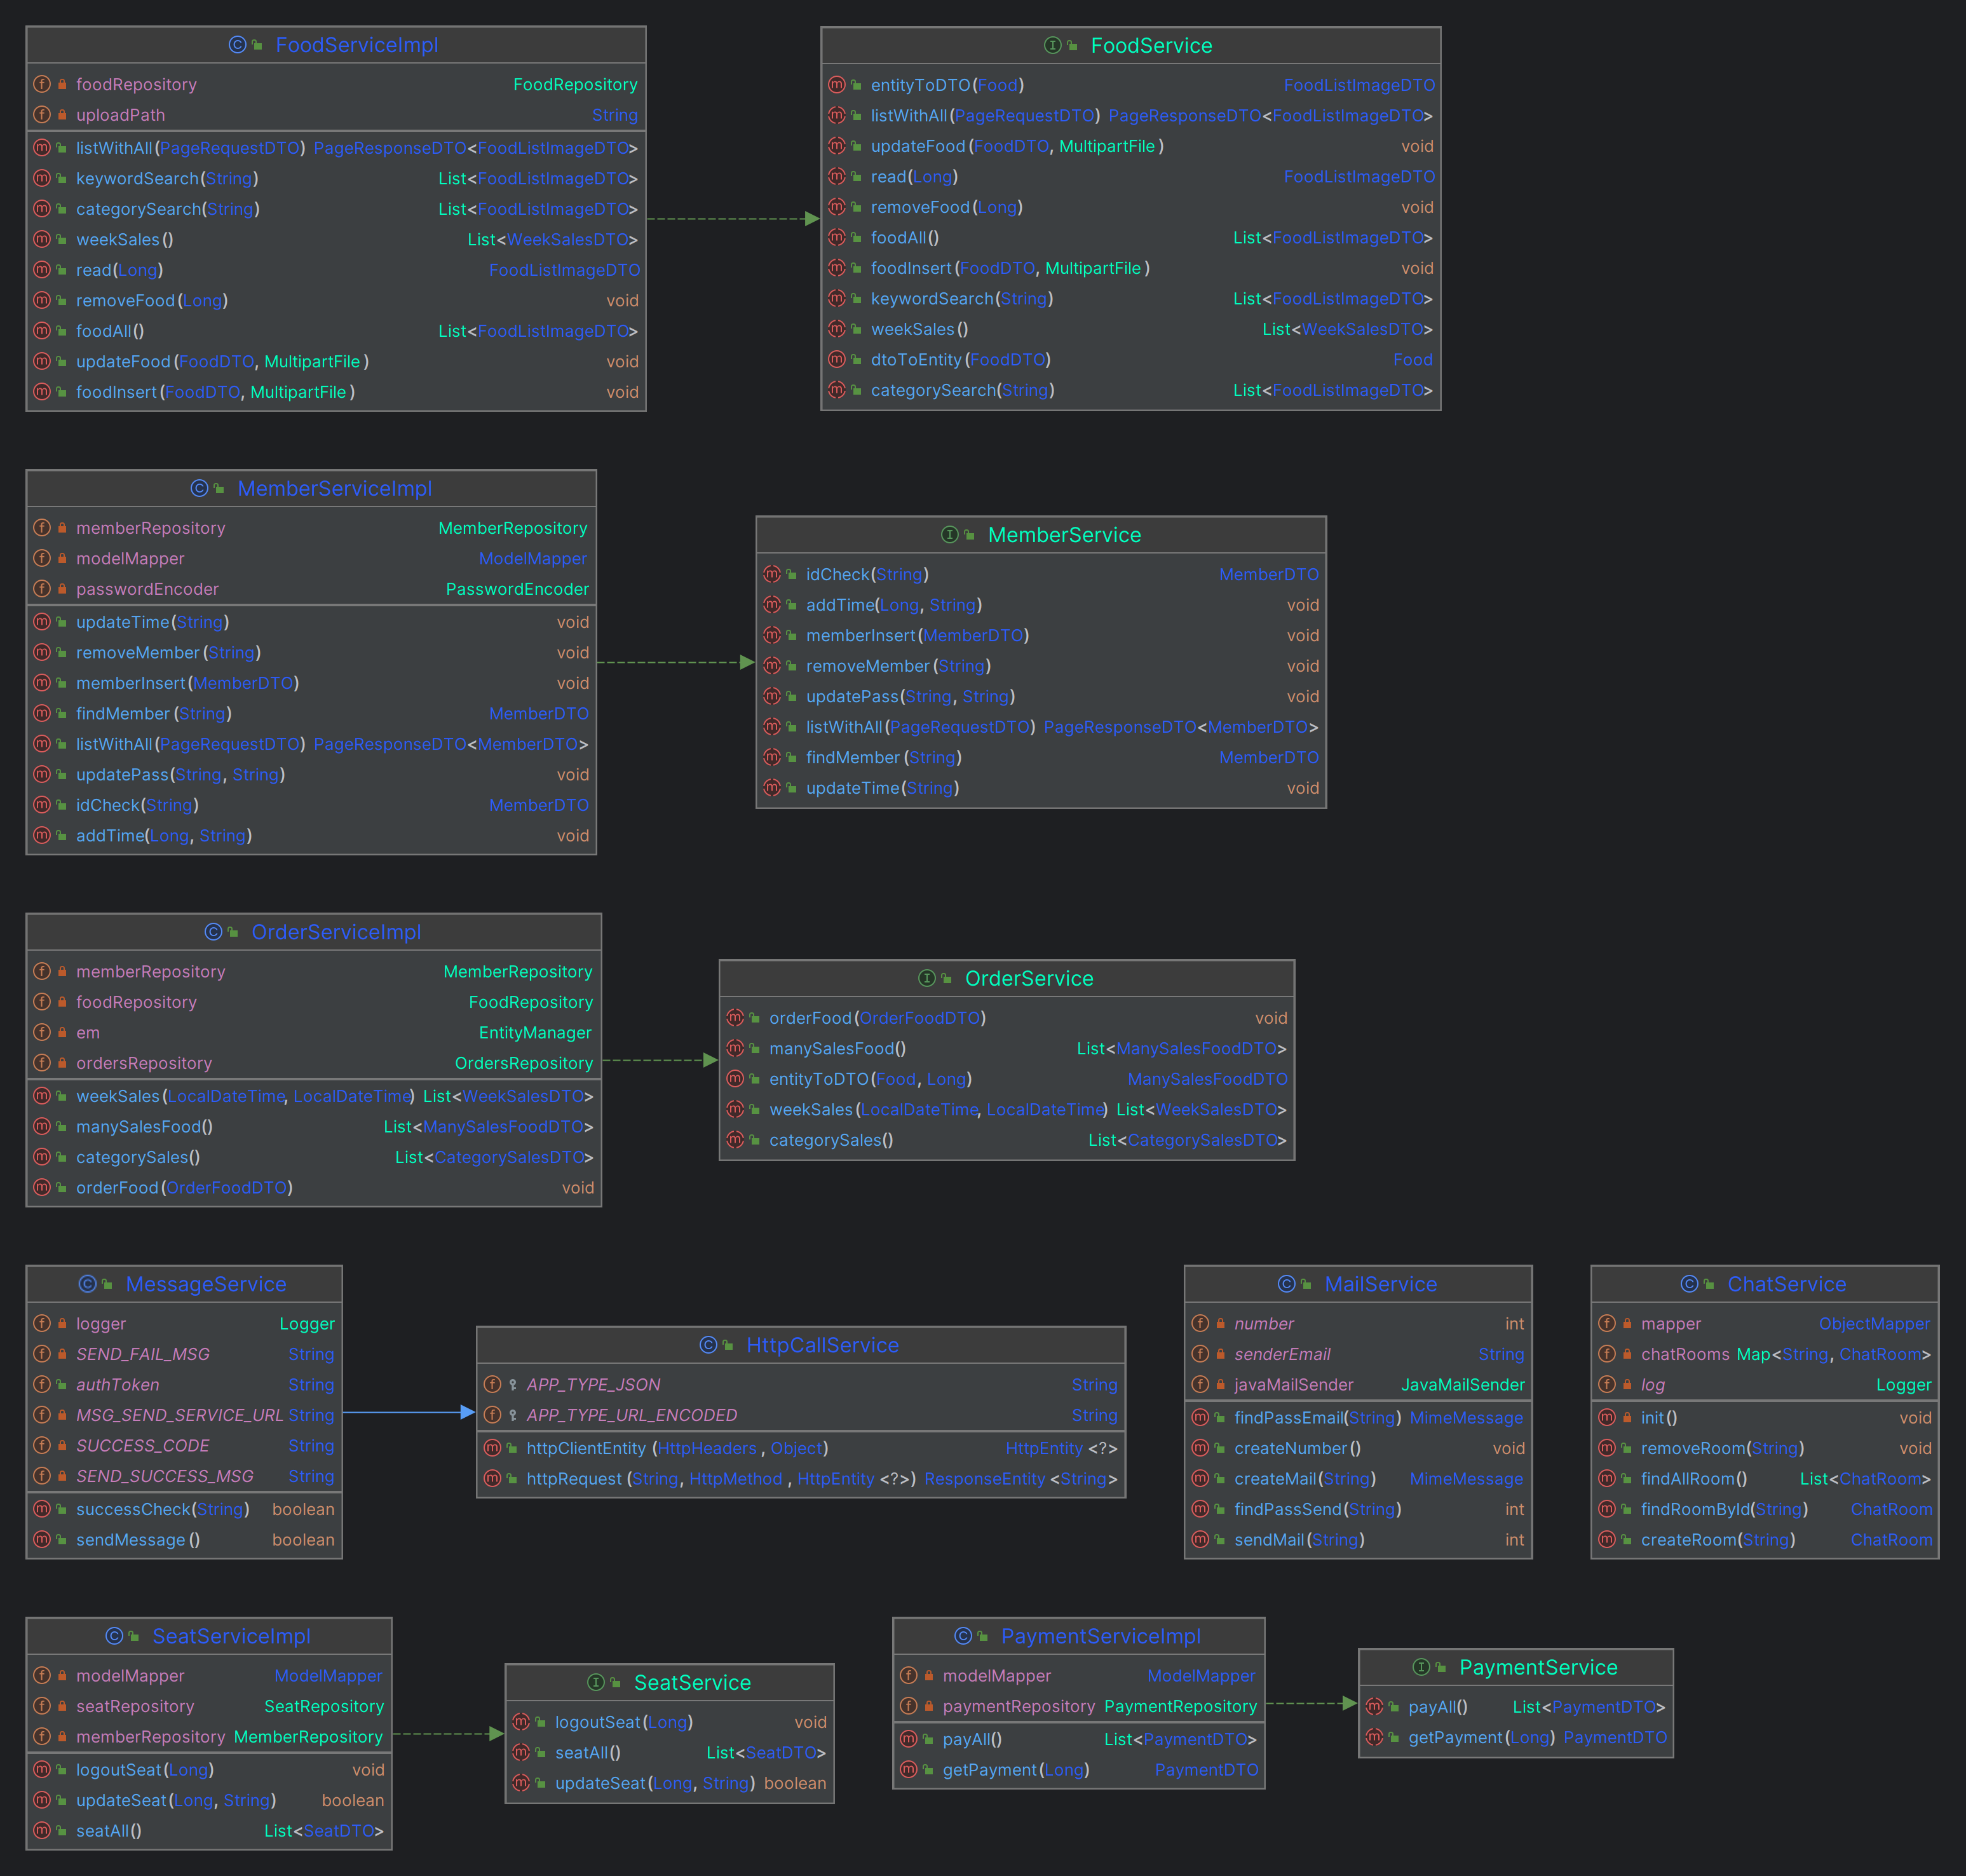 FoodServiceImpl
foodRepository FoodRepository
uploadPath String
listWithAll(PageRequestDTO) PageResponseDTO<FoodListImageDTO>
keywordSearch(String) List<FoodListImageDTO>
categorySearch(String) List<FoodListImageDTO>
weekSales() List<WeekSalesDTO>
read(Long) FoodListImageDTO
removeFood(Long) void
foodAll() List<FoodListImageDTO>
updateFood(FoodDTO, MultipartFile) void
foodInsert(FoodDTO, MultipartFile) void
FoodService
entityToDTO(Food) FoodListImageDTO
listWithAll(PageRequestDTO) PageResponseDTO<FoodListImageDTO>
updateFood(FoodDTO, MultipartFile) void
read(Long) FoodListImageDTO
removeFood(Long) void
foodAll() List<FoodListImageDTO>
foodInsert(FoodDTO, MultipartFile) void
keywordSearch(String) List<FoodListImageDTO>
weekSales() List<WeekSalesDTO>
dtoToEntity(FoodDTO) Food
categorySearch(String) List<FoodListImageDTO>
MemberServiceImpl
memberRepository MemberRepository
modelMapper ModelMapper
passwordEncoder PasswordEncoder
updateTime(String) void
removeMember(String) void
memberInsert(MemberDTO) void
findMember(String) MemberDTO
listWithAll(PageRequestDTO) PageResponseDTO<MemberDTO>
updatePass(String, String) void
idCheck(String) MemberDTO
addTime(Long, String) void
MemberService
idCheck(String) MemberDTO
addTime(Long, String) void
memberInsert(MemberDTO) void
removeMember(String) void
updatePass(String, String) void
listWithAll(PageRequestDTO) PageResponseDTO<MemberDTO>
findMember(String) MemberDTO
updateTime(String) void
OrderServiceImpl
memberRepository MemberRepository
foodRepository FoodRepository
em EntityManager
ordersRepository OrdersRepository
weekSales(LocalDateTime, LocalDateTime) List<WeekSalesDTO>
manySalesFood() List<ManySalesFoodDTO>
categorySales() List<CategorySalesDTO>
orderFood(OrderFoodDTO) void
OrderService
orderFood(OrderFoodDTO) void
manySalesFood() List<ManySalesFoodDTO>
entityToDTO(Food, Long) ManySalesFoodDTO
weekSales(LocalDateTime, LocalDateTime) List<WeekSalesDTO>
categorySales() List<CategorySalesDTO>
MessageService
logger Logger
SEND_FAIL_MSG String
authToken String
MSG_SEND_SERVICE_URL String
SUCCESS_CODE String
SEND_SUCCESS_MSG String
successCheck(String) boolean
sendMessage() boolean
HttpCallService
APP_TYPE_JSON String
APP_TYPE_URL_ENCODED String
httpClientEntity(HttpHeaders, Object) HttpEntity<?>
httpRequest(String, HttpMethod, HttpEntity<?>) ResponseEntity<String>
MailService
number int
senderEmail String
javaMailSender JavaMailSender
findPassEmail(String) MimeMessage
createNumber() void
createMail(String) MimeMessage
findPassSend(String) int
sendMail(String) int
ChatService
mapper ObjectMapper
chatRooms Map<String, ChatRoom>
log Logger
init() void
removeRoom(String) void
findAllRoom() List<ChatRoom>
findRoomById(String) ChatRoom
createRoom(String) ChatRoom
SeatServiceImpl
modelMapper ModelMapper
seatRepository SeatRepository
memberRepository MemberRepository
logoutSeat(Long) void
updateSeat(Long, String) boolean
seatAll() List<SeatDTO>
SeatService
logoutSeat(Long) void
seatAll() List<SeatDTO>
updateSeat(Long, String) boolean
PaymentServiceImpl
modelMapper ModelMapper
paymentRepository PaymentRepository
payAll() List<PaymentDTO>
getPayment(Long) PaymentDTO
PaymentService
payAll() List<PaymentDTO>
getPayment(Long) PaymentDTO